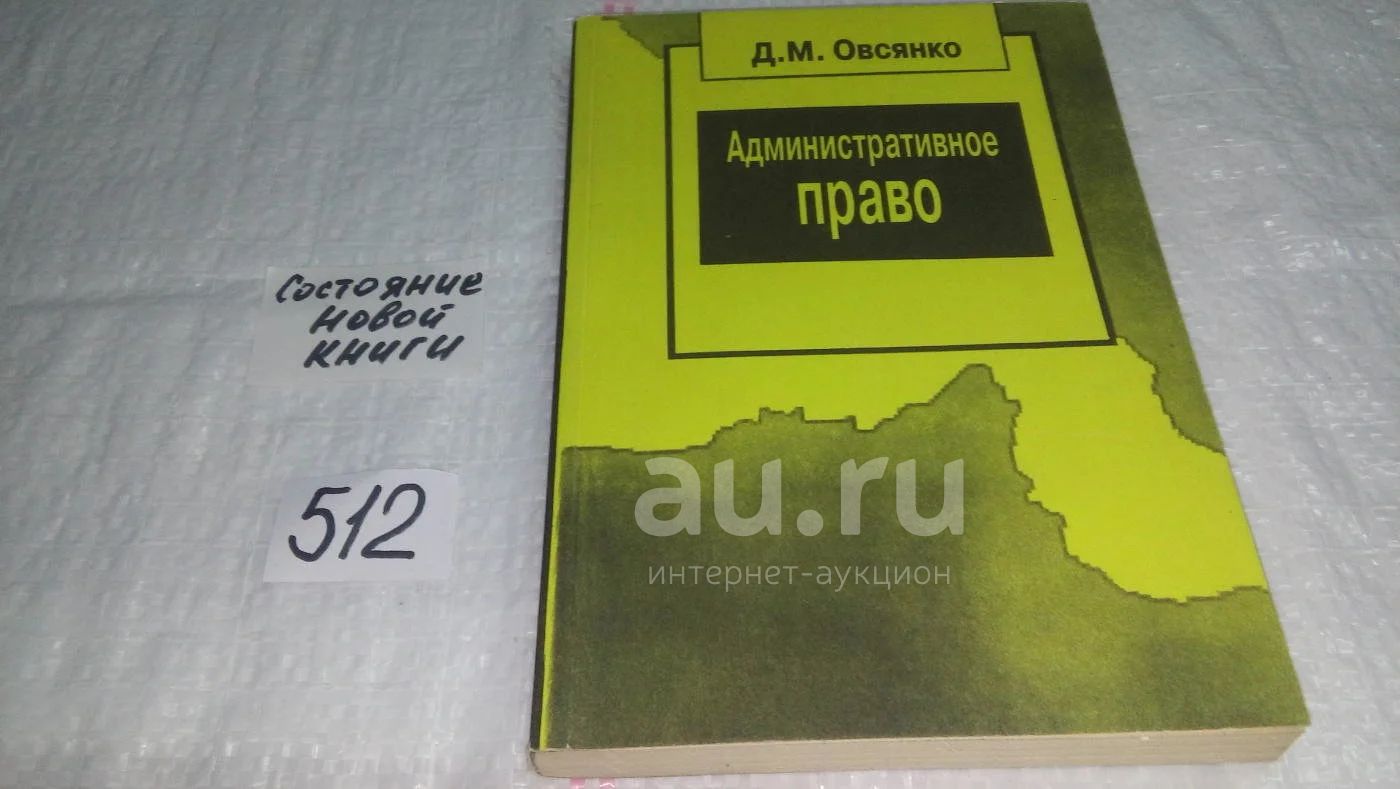 Д.М. Овсянко
Административное
право
Состояние
новой
книги
512
au.ru
интернет-аукцион